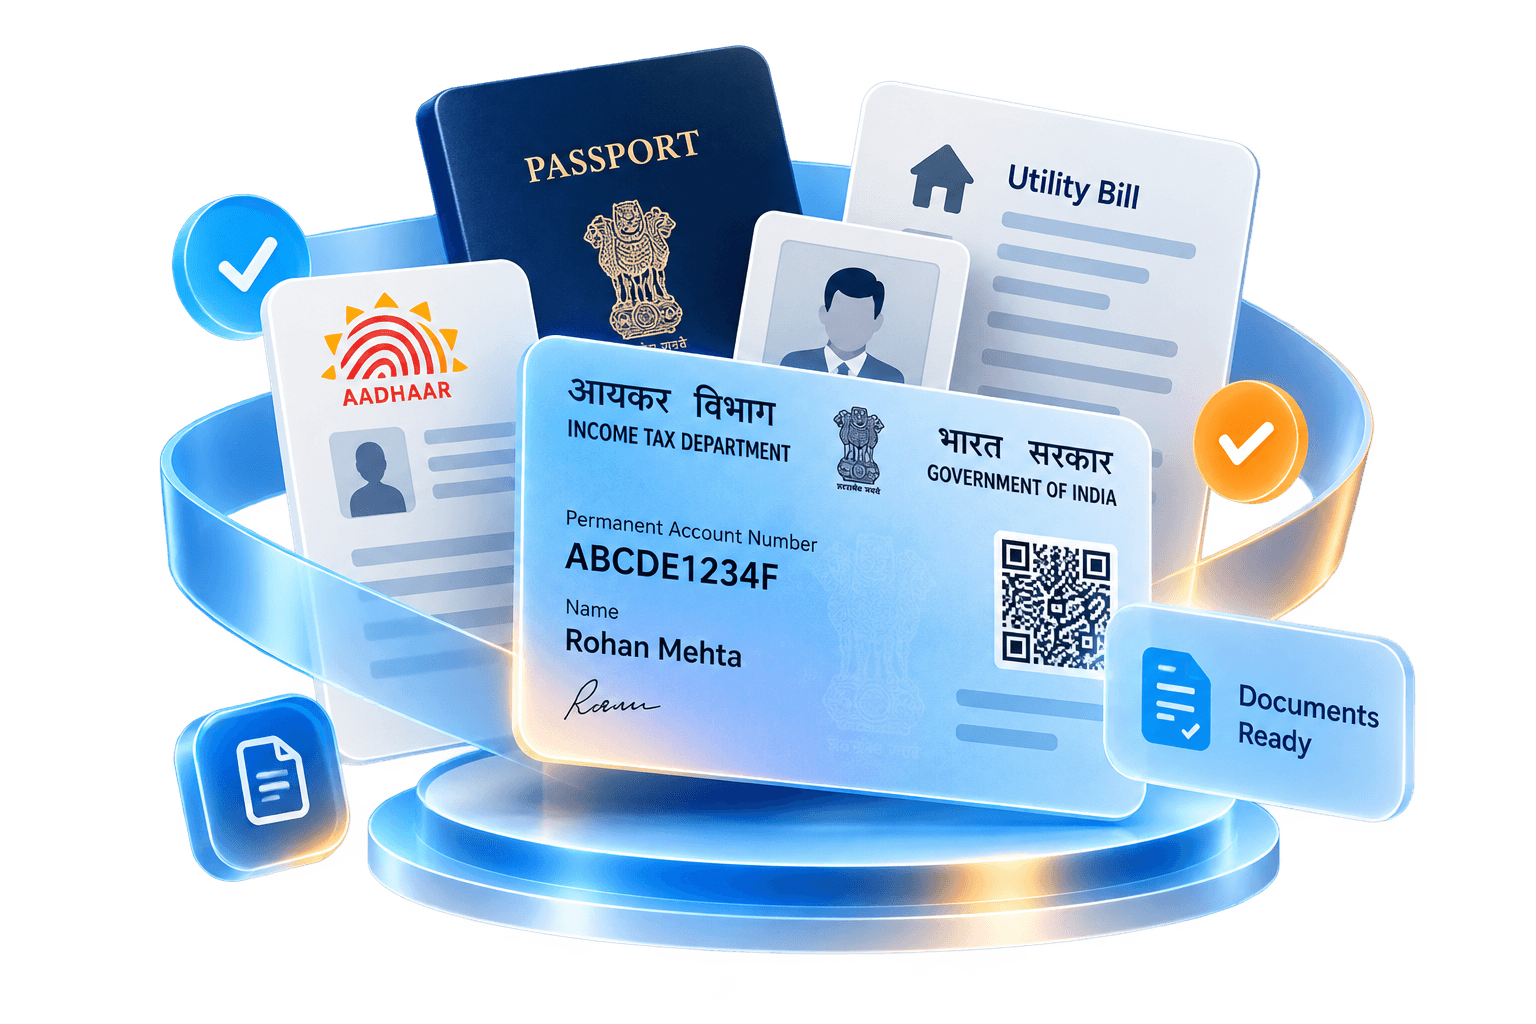 PASSPORT
Utility Bill
AADHAAR
आयकर विभाग
INCOME TAX DEPARTMENT
भारत सरकार
GOVERNMENT OF INDIA
Permanent Account Number
ABCDE1234F
Name
Rohan Mehta
Documents
Ready